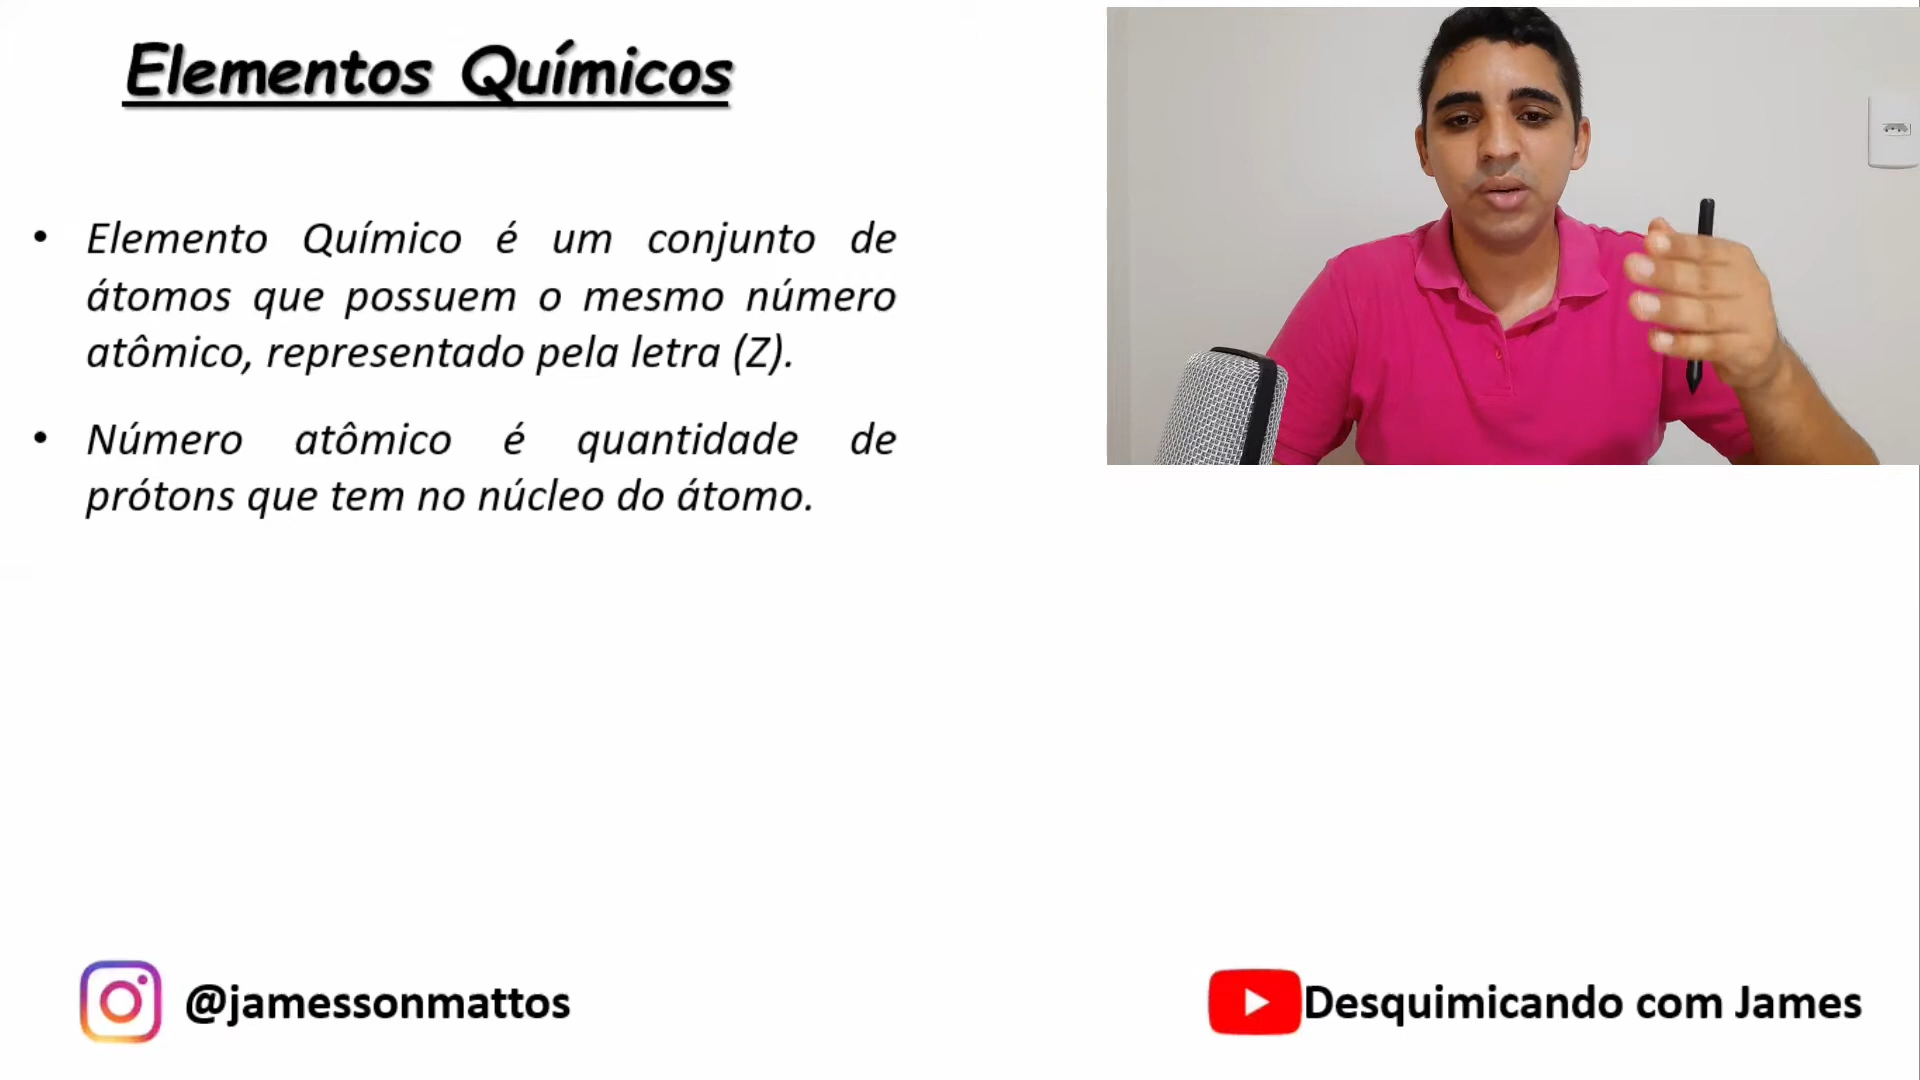 Elementos Químicos
• Elemento Químico é um conjunto de
átomos que possuem o mesmo número
atômico, representado pela letra (Z).
• Número atômico é quantidade de
prótons que tem no núcleo do átomo.
@jamessonmattos
Desquimicando com James